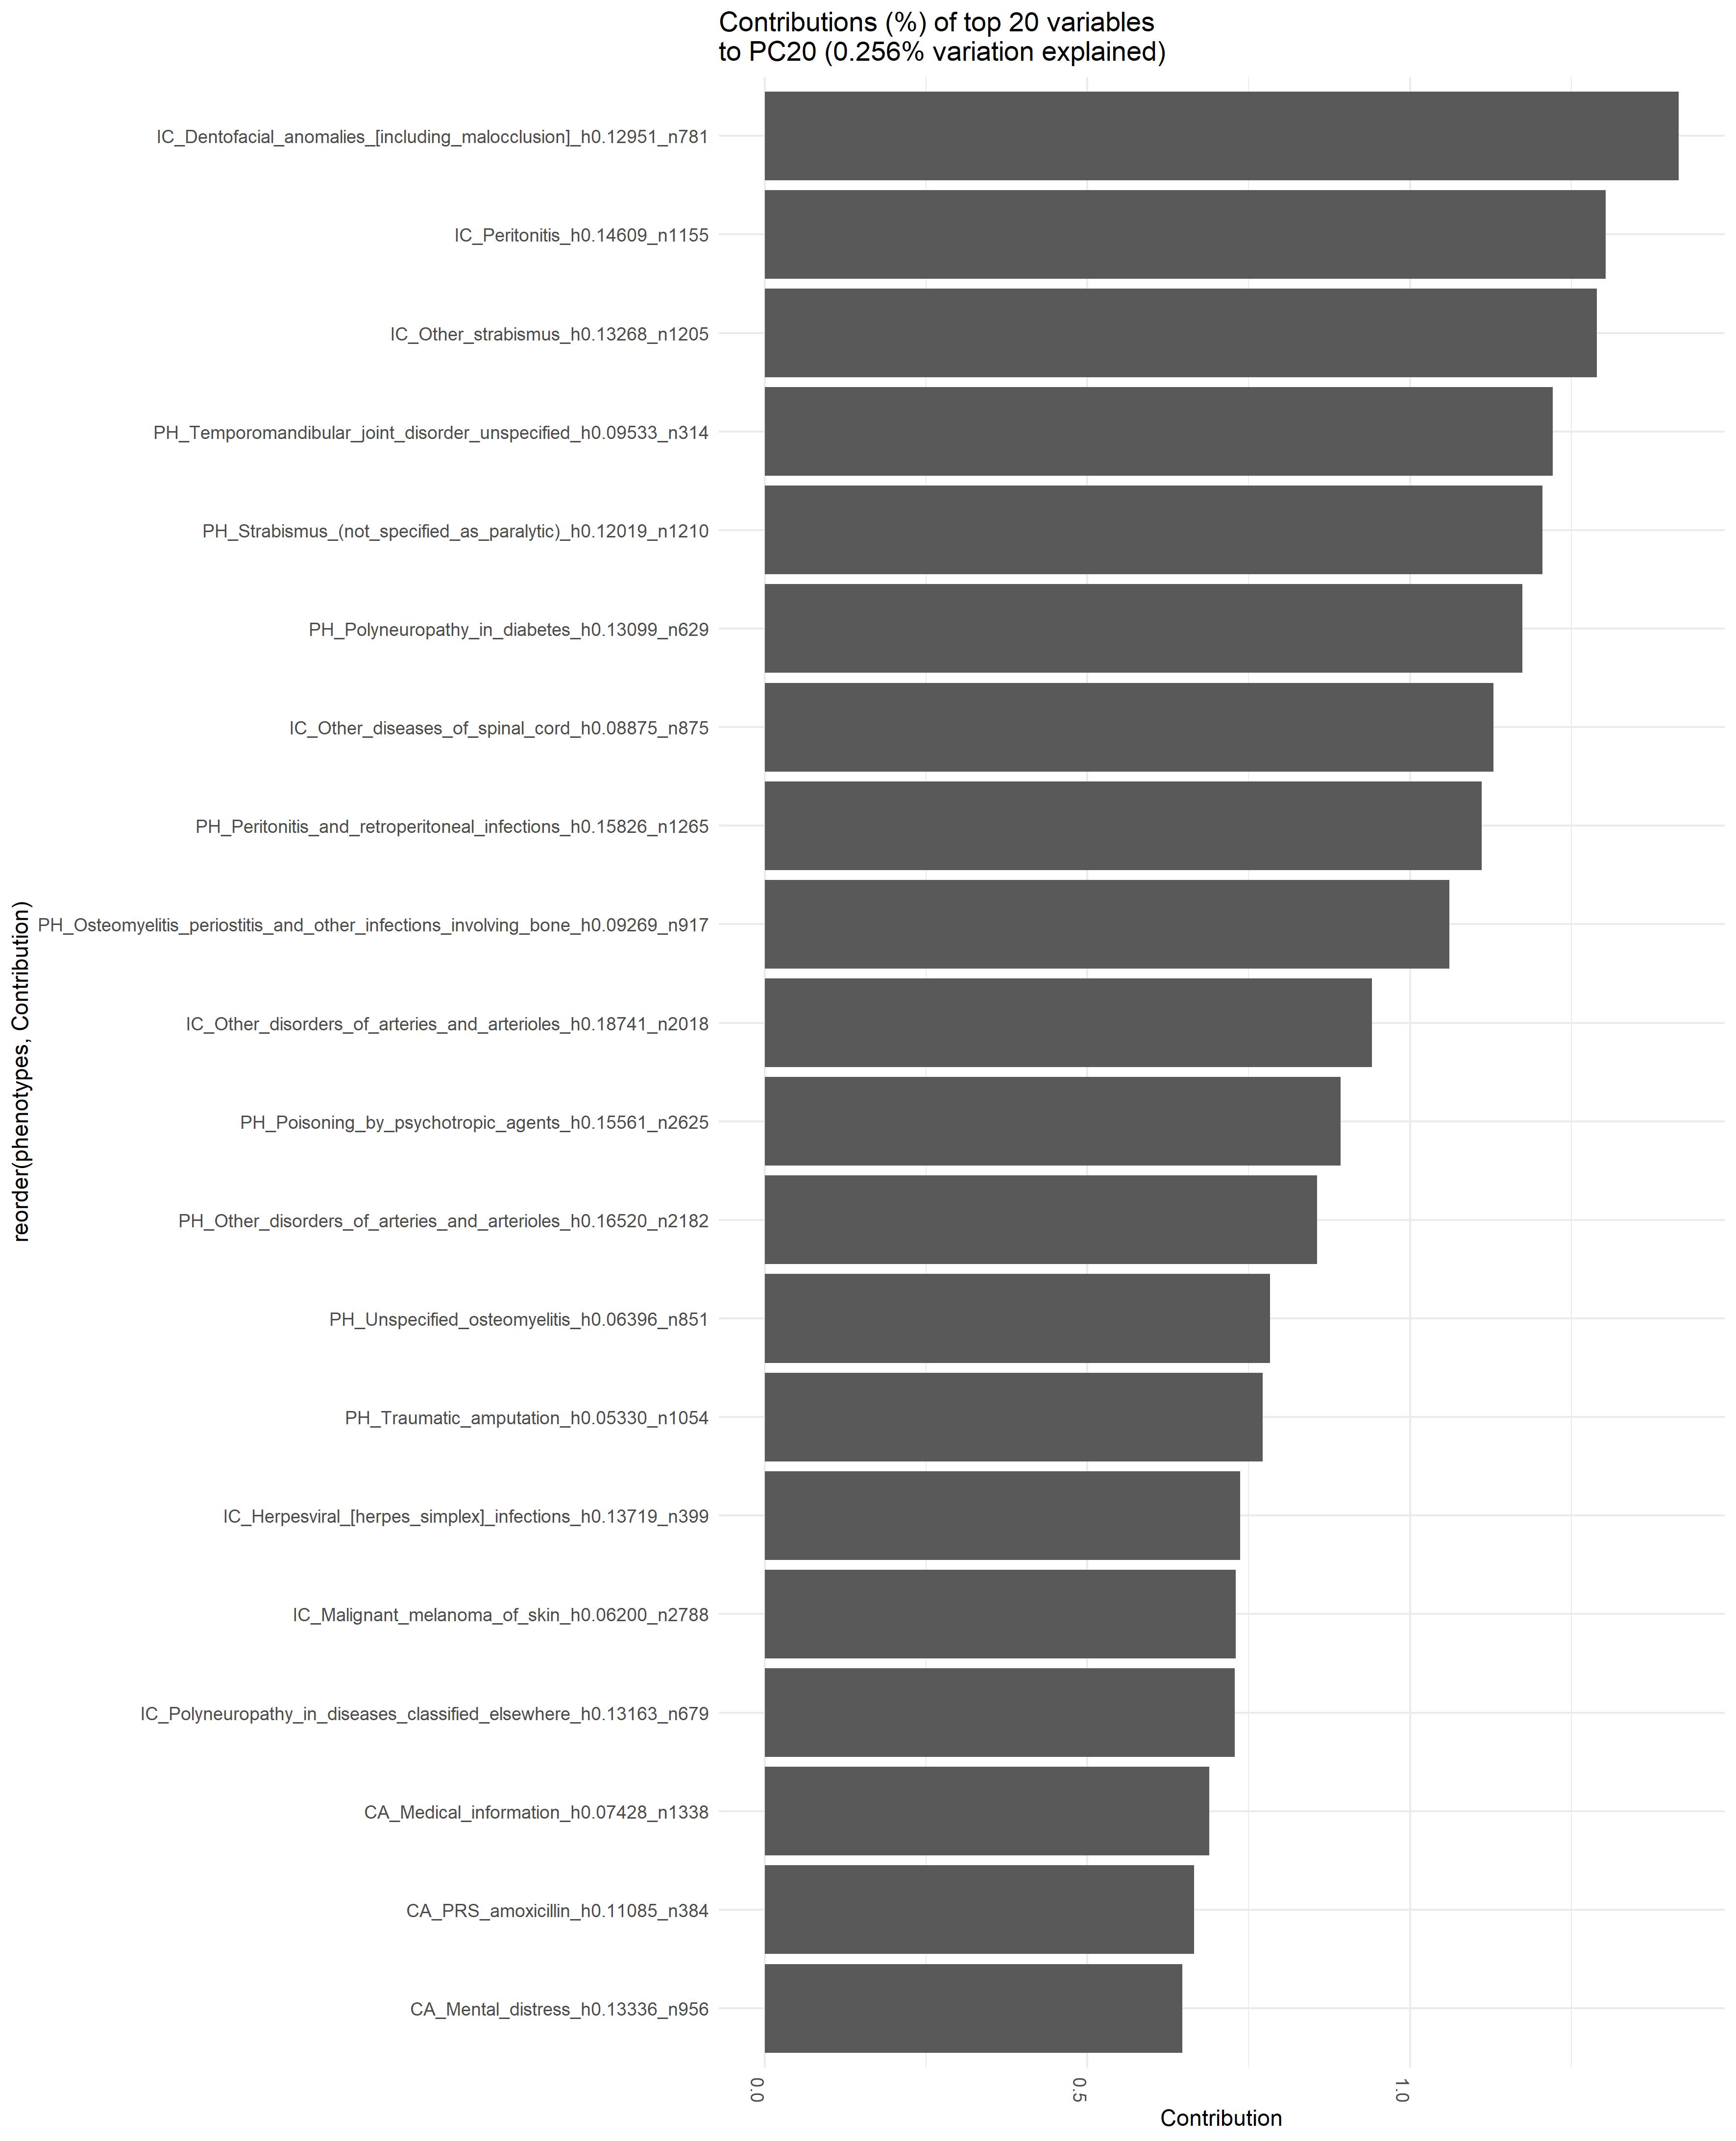 Contributions (%) of top 20 variables
to PC20 (0.256% variation explained)
reorder(phenotypes, Contribution)
IC_Dentofacial_anomalies_[including_malocclusion]_h0.12951_n781
IC_Peritonitis_h0.14609_n1155
IC_Other_strabismus_h0.13268_n1205
PH_Temporomandibular_joint_disorder_unspecified_h0.09533_n314
PH_Strabismus_(not_specified_as_paralytic)_h0.12019_n1210
PH_Polyneuropathy_in_diabetes_h0.13099_n629
IC_Other_diseases_of_spinal_cord_h0.08875_n875
PH_Peritonitis_and_retroperitoneal_infections_h0.15826_n1265
PH_Osteomyelitis_periostitis_and_other_infections_involving_bone_h0.09269_n917
IC_Other_disorders_of_arteries_and_arterioles_h0.18741_n2018
PH_Poisoning_by_psychotropic_agents_h0.15561_n2625
PH_Other_disorders_of_arteries_and_arterioles_h0.16520_n2182
PH_Unspecified_osteomyelitis_h0.06396_n851
PH_Traumatic_amputation_h0.05330_n1054
IC_Herpesviral_[herpes_simplex]_infections_h0.13719_n399
IC_Malignant_melanoma_of_skin_h0.06200_n2788
IC_Polyneuropathy_in_diseases_classified_elsewhere_h0.13163_n679
CA_Medical_information_h0.07428_n1338
CA_PRS_amoxicillin_h0.11085_n384
CA_Mental_distress_h0.13336_n956
0.0
0.5
1.0
Contribution